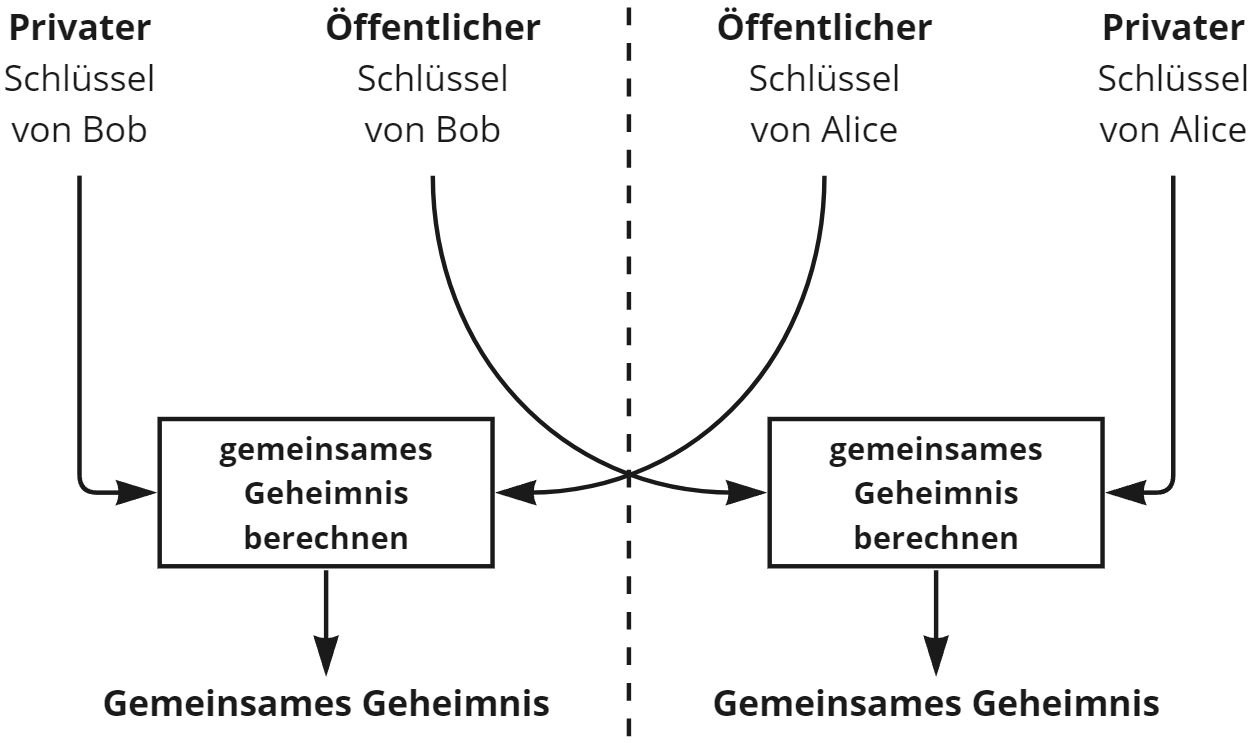 Privater
Schlüssel
von Bob
Öffentlicher
Schlüssel
von Bob
Öffentlicher
Schlüssel
von Alice
Privater
Schlüssel
von Alice
gemeinsames
Geheimnis
berechnen
gemeinsames
Geheimnis
berechnen
Gemeinsames Geheimnis
Gemeinsames Geheimnis